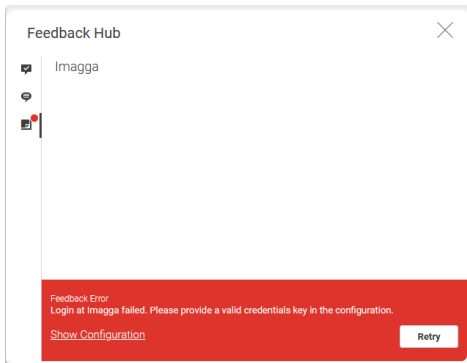 Feedback Hub
Imagga
Feedback Error
Login at Imagga failed. Please provide a valid credentials key in the configuration.
Show Configuration
Retry